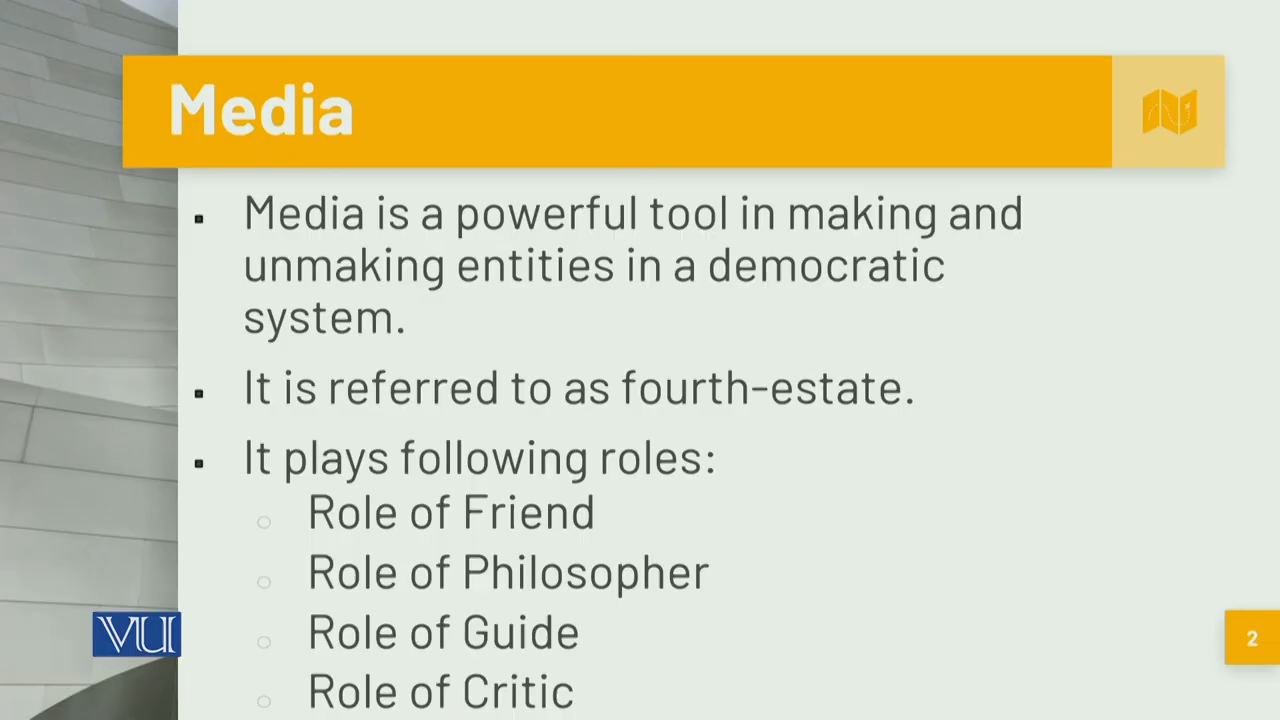 Media
Media is a powerful tool in making and
unmaking entities in a democratic
system.
It is referred to as fourth-estate.
It plays following roles:
Role of Friend
Role of Philosopher
Role of Guide
Role of Critic
VU
2